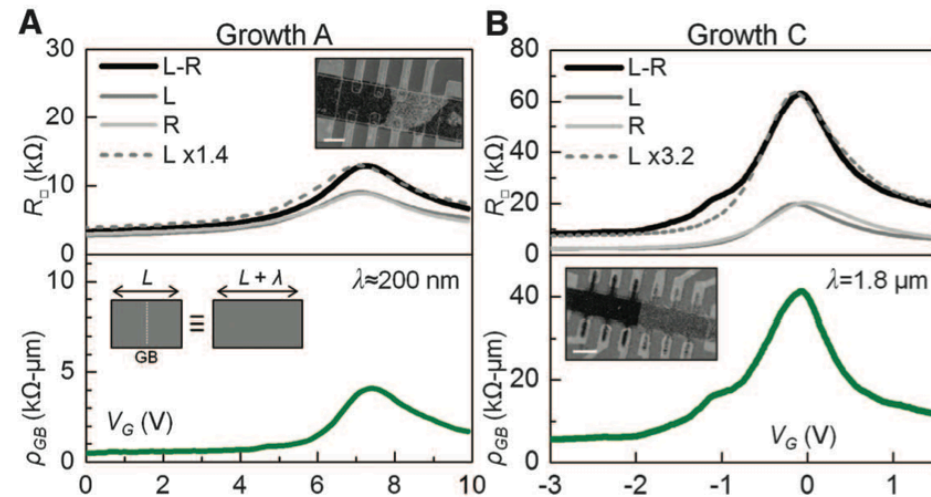 A
Growth A
30
20
10
0
R□ (kΩ)
L-R
L
R
L x1.4
10
5
0
ρGB (kΩ-μm)
L
L + λ
GB
λ≈200 nm
VG (V)
0 2 4 6 8 10
B
Growth C
80
60
40
20
0
R□ (kΩ)
L-R
L
R
L x3.2
40
20
0
ρGB (kΩ-μm)
λ=1.8 μm
VG (V)
-3 -2 -1 0 1